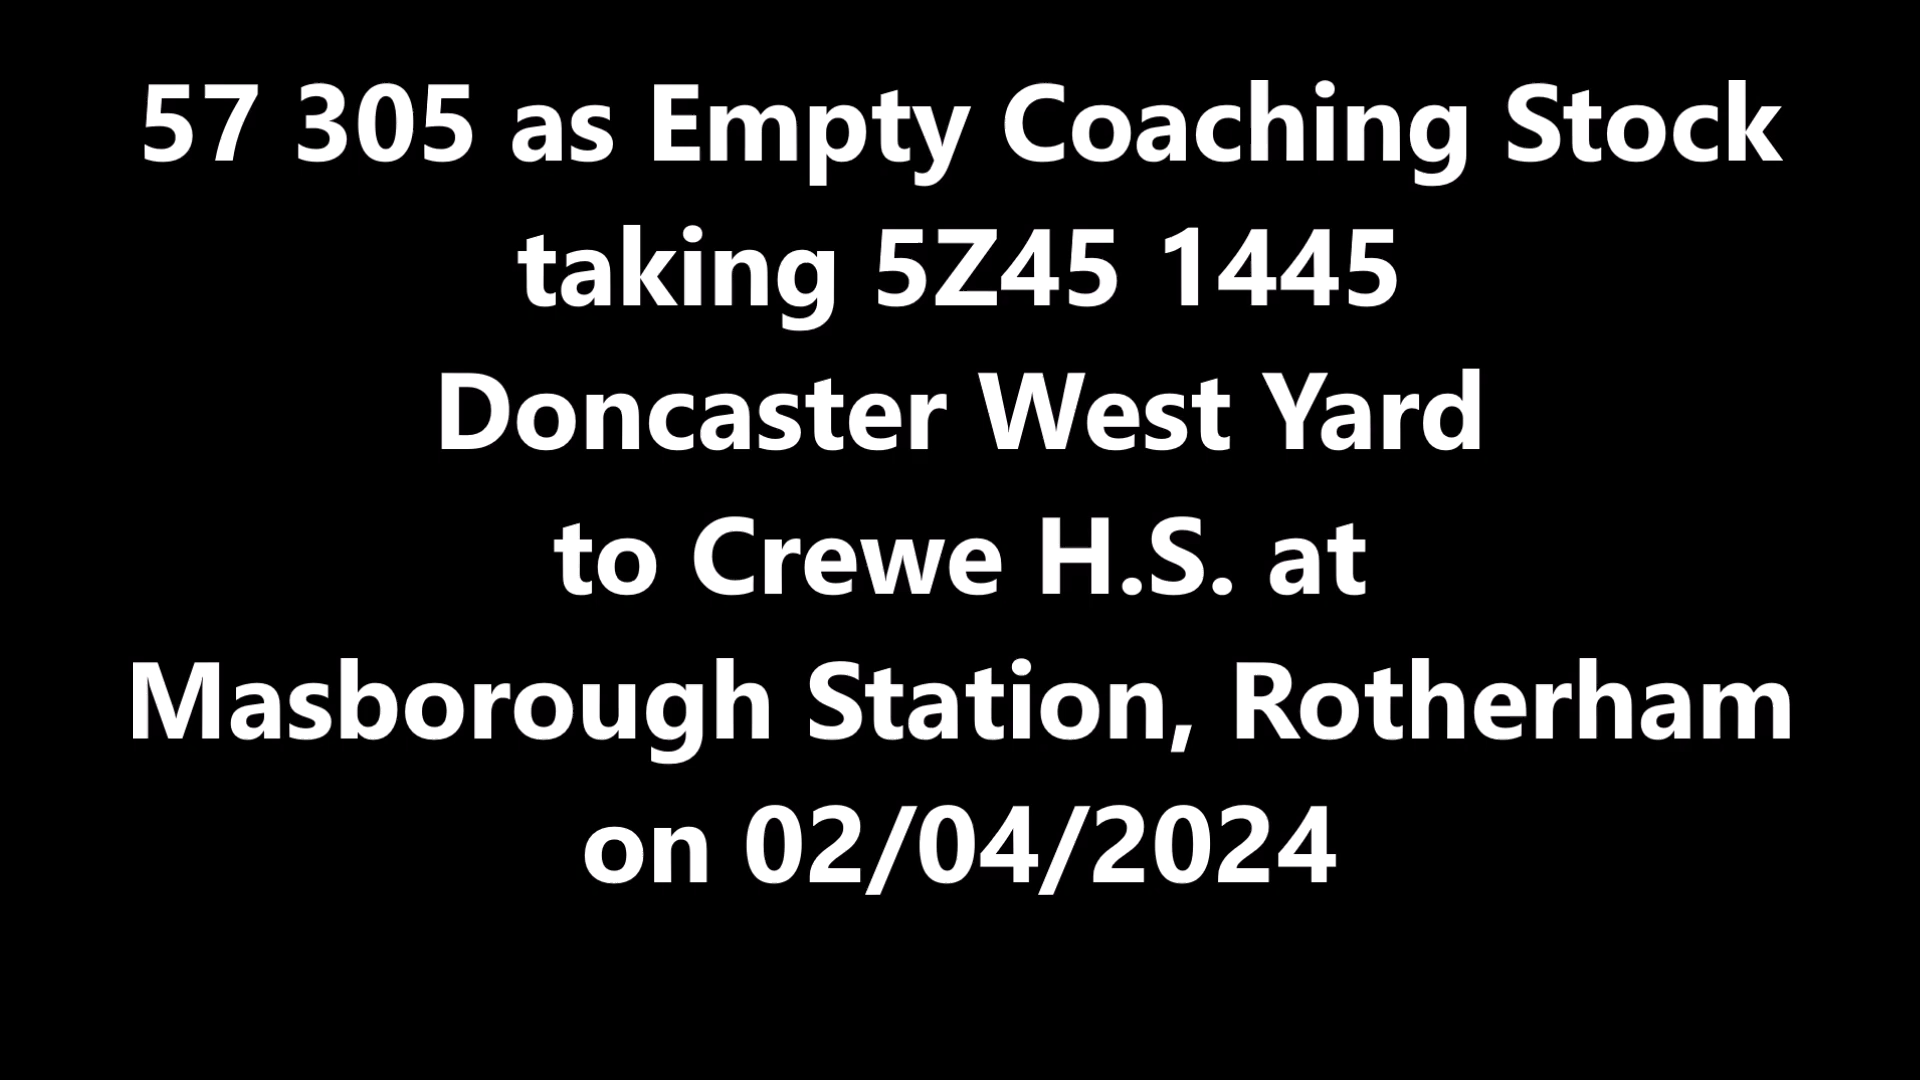 57 305 as Empty Coaching Stock
taking 5Z45 1445
Doncaster West Yard
to Crewe H.S. at
Masborough Station, Rotherham
on 02/04/2024